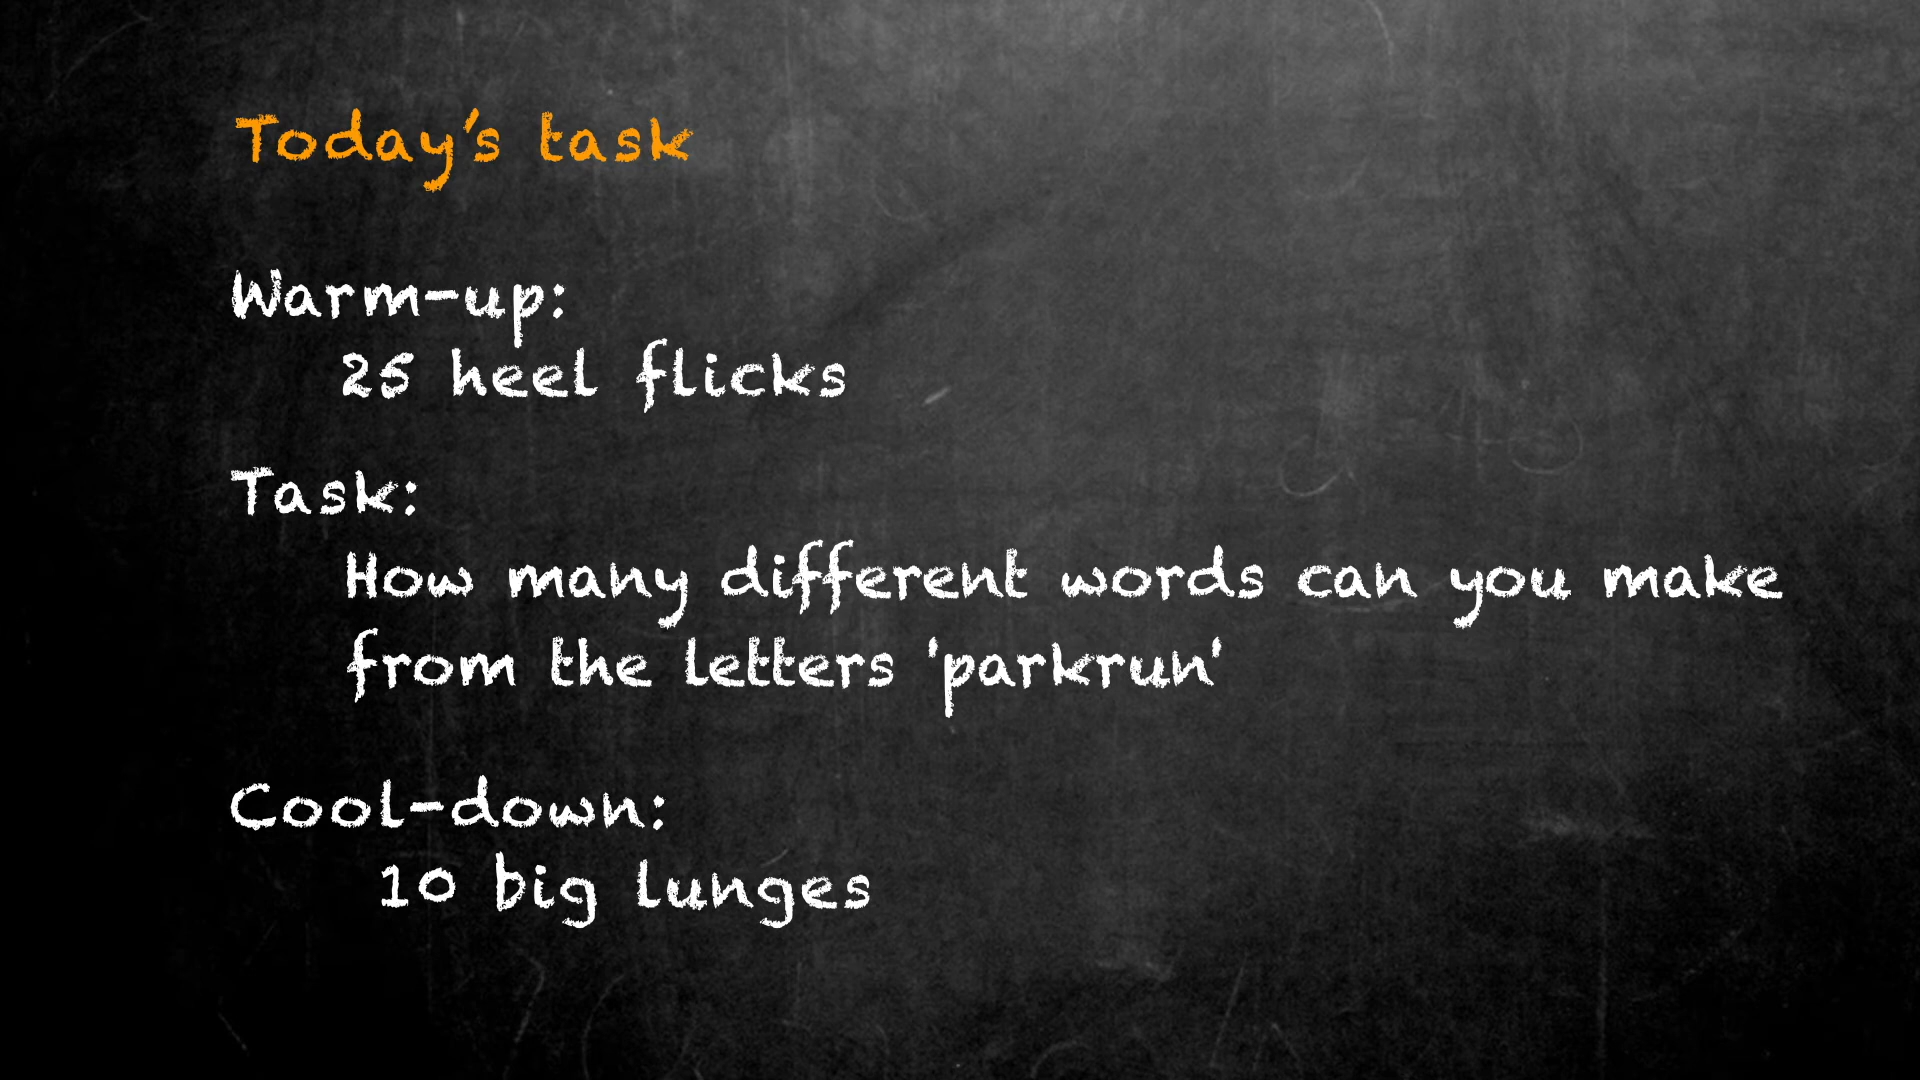 Today's task
Warm-up:
25 heel flicks
Task:
How many different words can you make
from the letters 'parkrun'
Cool-down:
10 big lunges